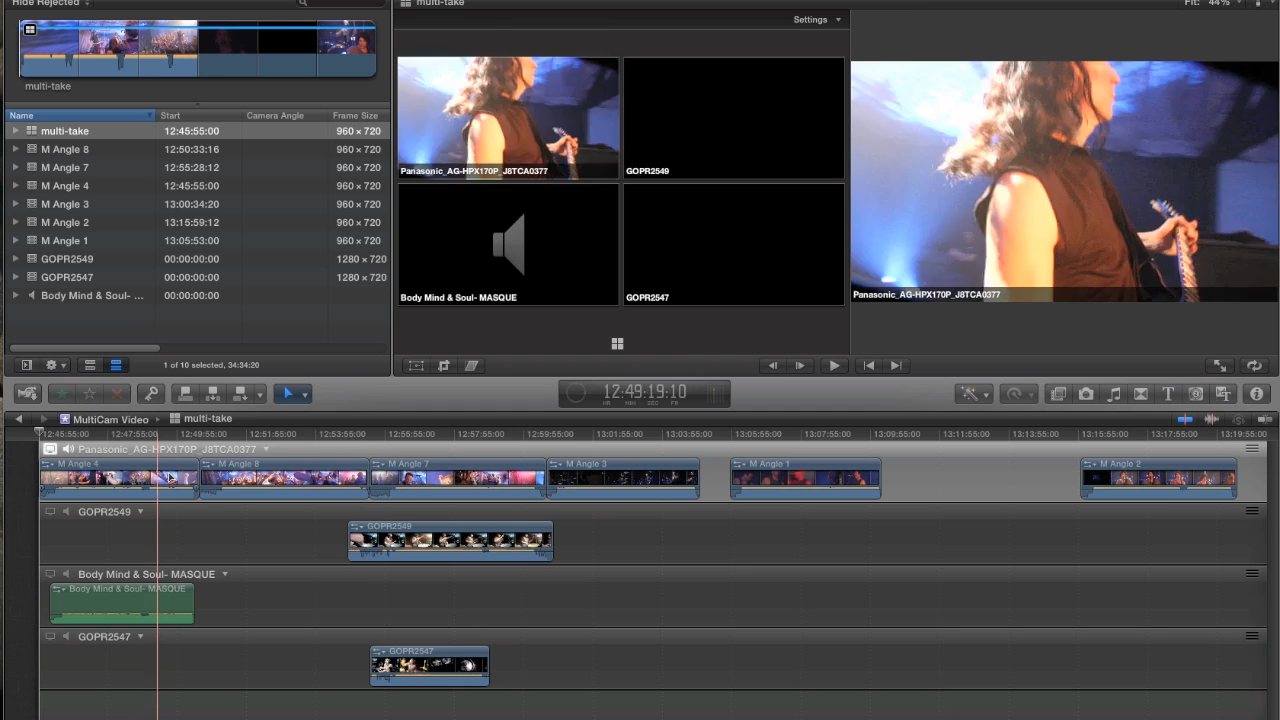 Hide Rejected
multi-take
Fit: 44%
Settings
multi-take
Name Start Camera Angle Frame Size
multi-take 12:45:55:00 960 × 720
M Angle 8 12:50:33:16 960 × 720
M Angle 7 12:55:28:12 960 × 720
M Angle 4 12:45:55:00 960 × 720
M Angle 3 13:00:34:20 960 × 720
M Angle 2 13:15:59:12 960 × 720
M Angle 1 13:05:53:00 960 × 720
GOPR2549 00:00:00:00 1280 × 720
GOPR2547 00:00:00:00 1280 × 720
Body Mind & Soul- ... 00:00:00:00
1 of 10 selected, 34:34:20
Panasonic_AG-HPX170P_J8TCA0377
GOPR2549
Body Mind & Soul- MASQUE
GOPR2547
Panasonic_AG-HPX170P_J8TCA0377
12:49:19:10
HR MIN SEC FR
MultiCam Video multi-take
12:45:55:00 12:47:55:00 12:49:55:00 12:51:55:00 12:53:55:00 12:55:55:00 12:57:55:00 12:59:55:00 13:01:55:00 13:03:55:00 13:05:55:00 13:07:55:00 13:09:55:00 13:11:55:00 13:13:55:00 13:15:55:00 13:17:55:00 13:19:55:00
Panasonic_AG-HPX170P_J8TCA0377
M Angle 4 M Angle 8 M Angle 7 M Angle 3 M Angle 1 M Angle 2
GOPR2549
GOPR2549
Body Mind & Soul- MASQUE
Body Mind & Soul- MASQUE
GOPR2547
GOPR2547